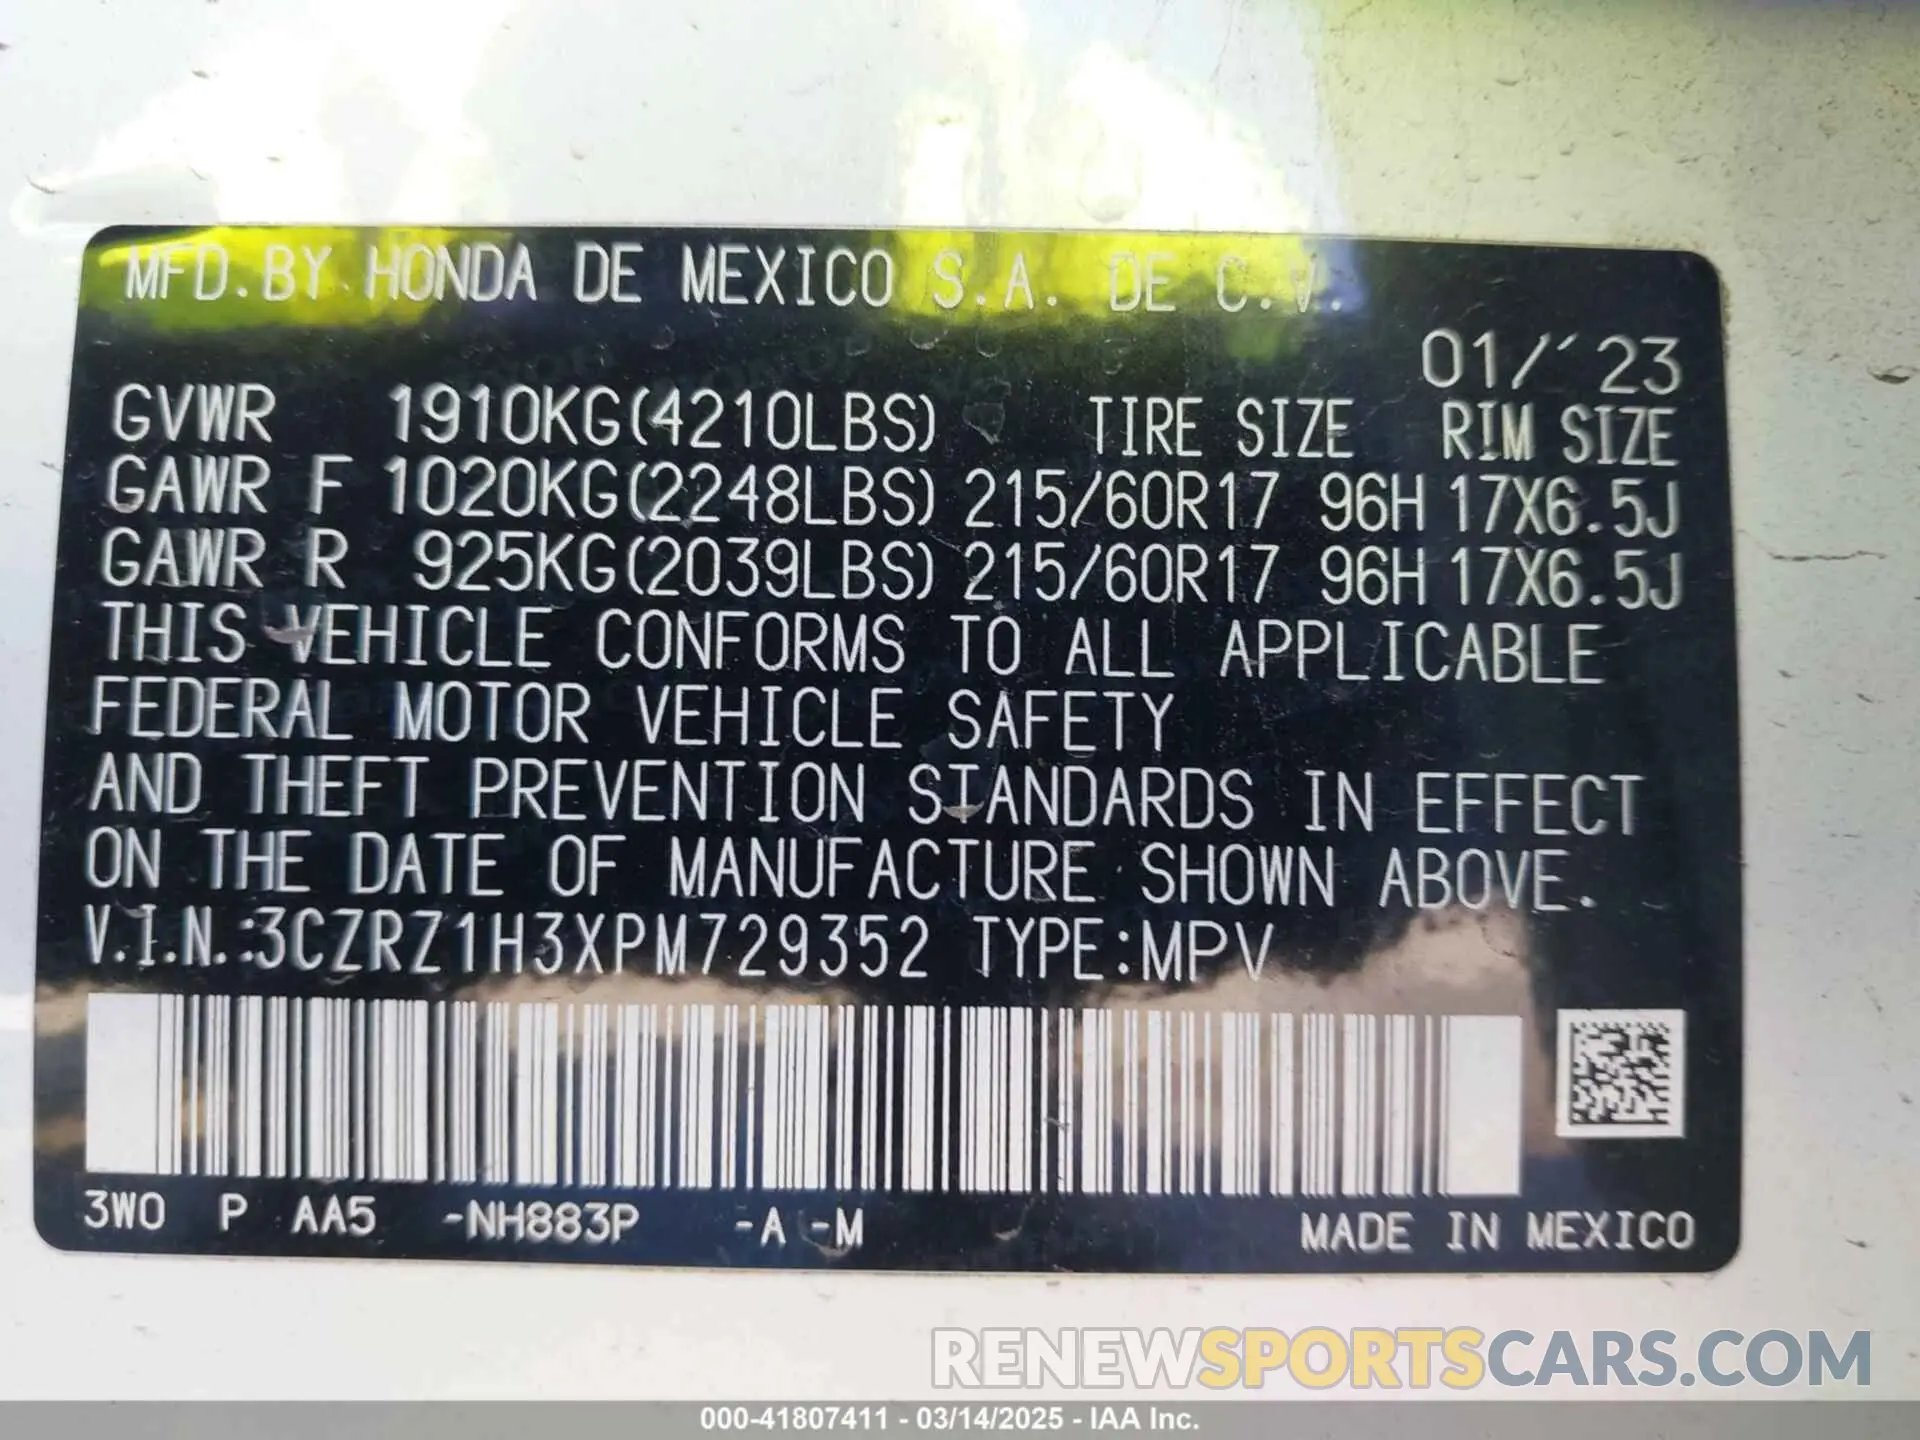 MFD.BY HONDA DE MEXICO S.A. DE C.V.
01/'23
GVWR 1910KG(4210LBS) TIRE SIZE RIM SIZE
GAWR F 1020KG(2248LBS) 215/60R17 96H 17X6.5J
GAWR R 925KG(2039LBS) 215/60R17 96H 17X6.5J
THIS VEHICLE CONFORMS TO ALL APPLICABLE
FEDERAL MOTOR VEHICLE SAFETY
AND THEFT PREVENTION STANDARDS IN EFFECT
ON THE DATE OF MANUFACTURE SHOWN ABOVE.
V.I.N.:3CZRZ1H3XPM729352 TYPE:MPV
3W0 P AA5 -NH883P -A -M MADE IN MEXICO
RENEWSPORTSCARS.COM
000-41807411 - 03/14/2025 - IAA Inc.